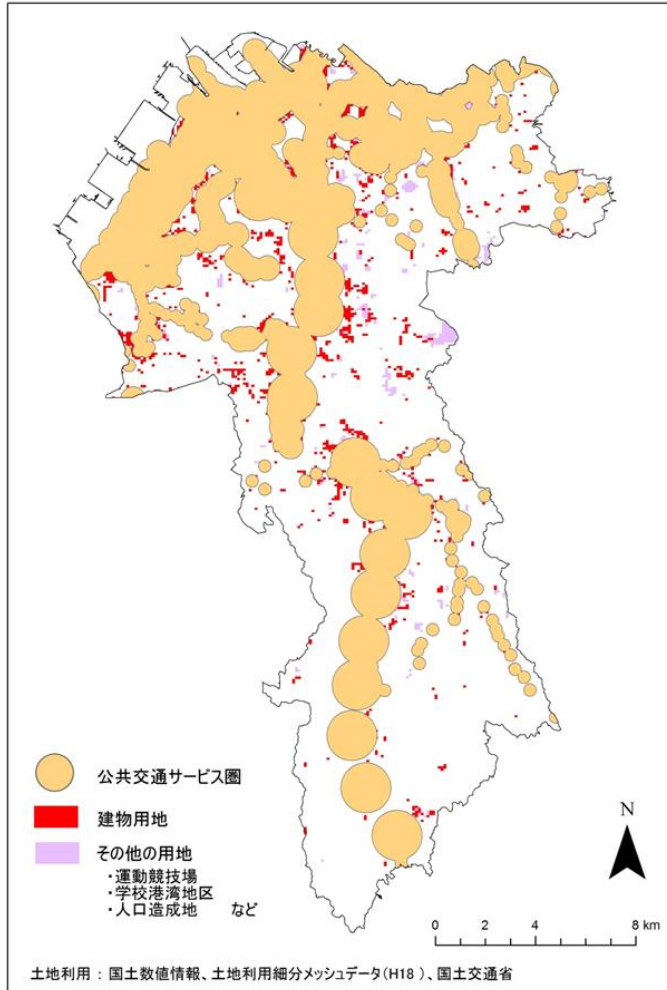 公共交通サービス圏
建物用地
その他の用地
・運動競技場
・学校港湾地区
・人口造成地　など
N
0 2 4 8 km
土地利用 : 国土数値情報、土地利用細分メッシュデータ(H18)、国土交通省